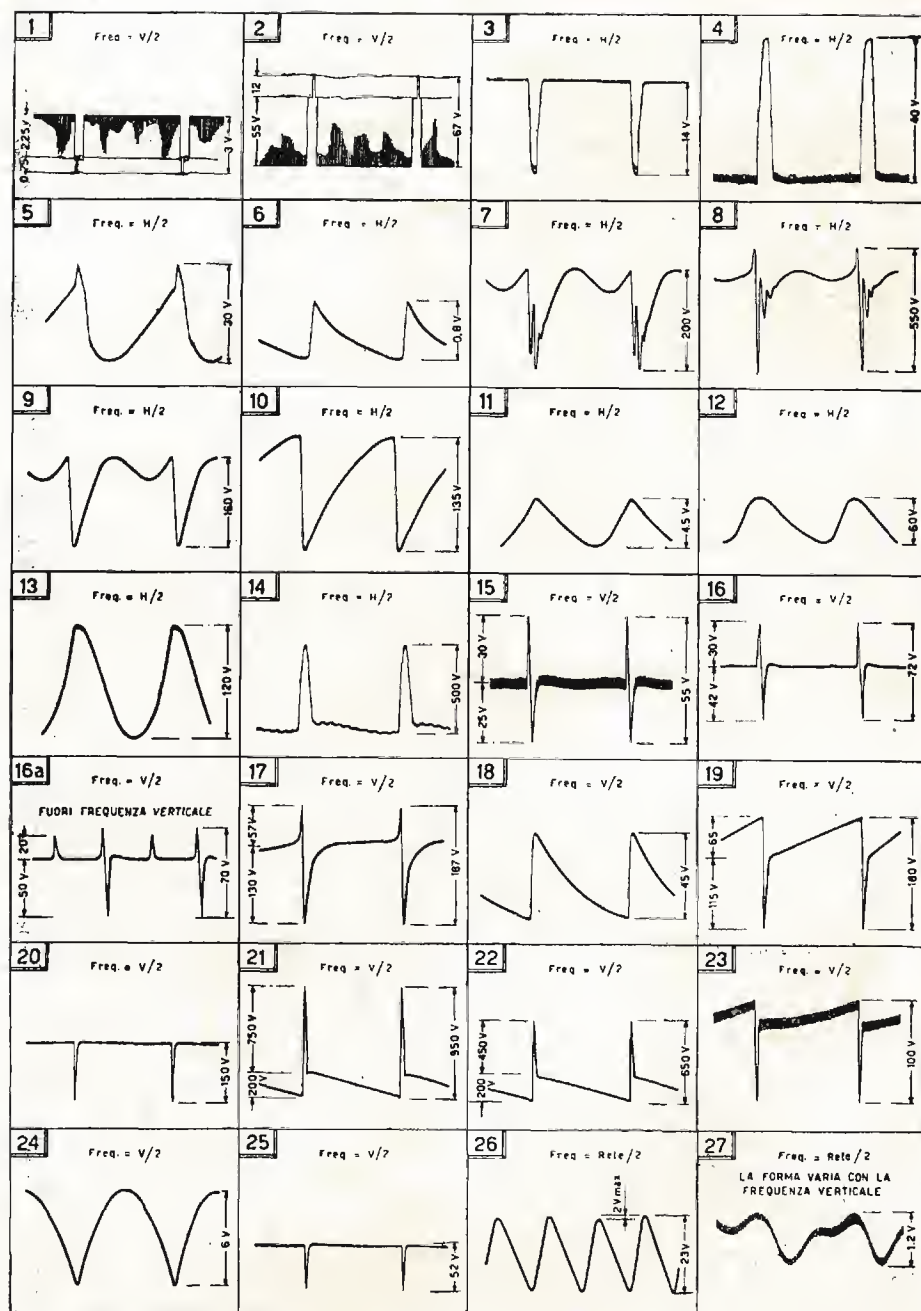 1
Freq = V/2
0,75
2,25 V
3 V
2
Freq = V/2
12
55 V
67 V
3
Freq = H/2
14 V
4
Freq = H/2
40 V
5
Freq. = H/2
30 V
6
Freq = H/2
0,8 V
7
Freq = H/2
200 V
8
Freq = H/2
550 V
9
Freq. = H/2
160 V
10
Freq = H/2
135 V
11
Freq = H/2
45 V
12
Freq = H/2
60 V
13
Freq = H/2
120 V
14
Freq = H/2
500 V
15
Freq = V/2
30 V
25 V
55 V
16
Freq = V/2
30 V
42 V
72 V
16a
Freq. = V/2
FUORI FREQUENZA VERTICALE
20
50 V
70 V
17
Freq. = V/2
57 V
130 V
187 V
18
Freq = V/2
45 V
19
Freq = V/2
65
115 V
180 V
20
Freq. = V/2
150 V
21
Freq = V/2
750 V
200 V
950 V
22
Freq = V/2
450 V
200
650 V
23
Freq = V/2
100 V
24
Freq. = V/2
6 V
25
Freq = V/2
52 V
26
Freq = Rete/2
2 V max
23 V
27
Freq. = Rete/2
LA FORMA VARIA CON LA
FREQUENZA VERTICALE
1.2 V